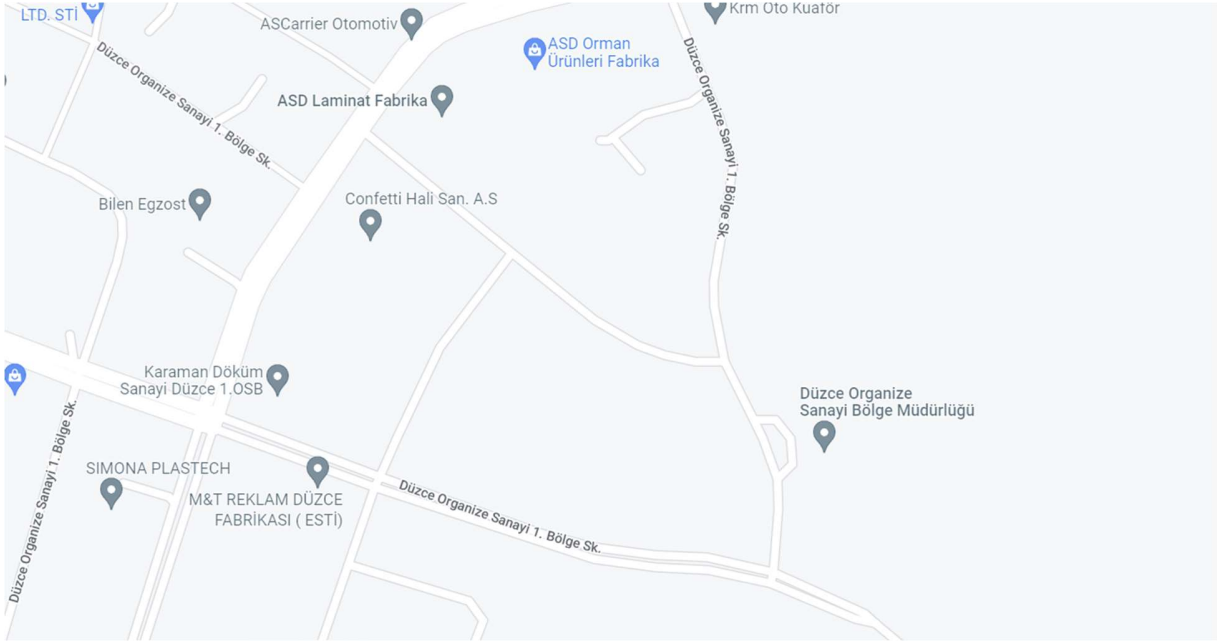 LTD. STİ
ASCarrier Otomotiv
Krm Oto Kuaför
ASD Orman
Ürünleri Fabrika
Düzce Organize Sanayi 1. Bölge Sk.
ASD Laminat Fabrika
Düzce Organize Sanayi 1. Bölge Sk.
Bilen Egzost
Confetti Hali San. A.S
Karaman Döküm
Sanayi Düzce 1.OSB
Düzce Organize
Sanayi Bölge Müdürlüğü
Düzce Organize Sanayi 1. Bölge Sk.
SIMONA PLASTECH
M&T REKLAM DÜZCE
FABRİKASI ( ESTİ)
Düzce Organize Sanayi 1. Bölge Sk.